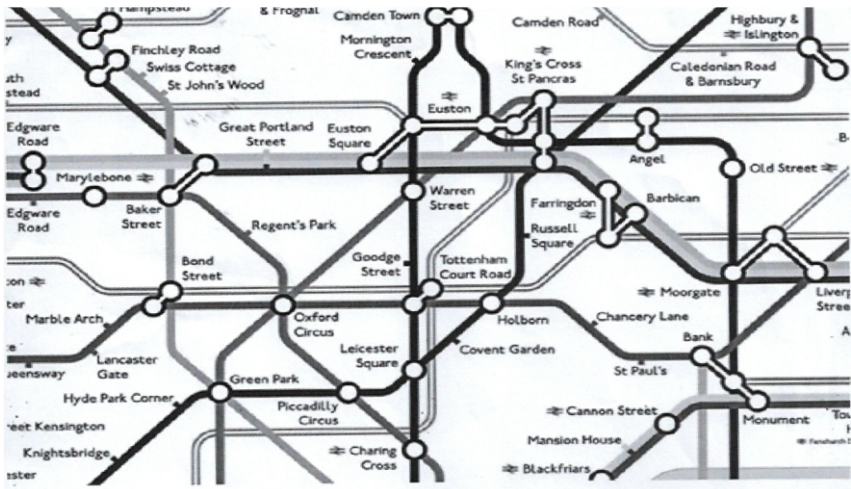 Hampstead
& Frognal
Camden Town
Camden Road
Highbury &
Islington
Finchley Road
Swiss Cottage
St John's Wood
Mornington
Crescent
King's Cross
St Pancras
Caledonian Road
& Barnsbury
Euston
Edgware
Road
Great Portland
Street
Euston
Square
Angel
Old Street
Marylebone
Baker
Street
Edgware
Road
Warren
Street
Farringdon
Barbican
Regent's Park
Russell
Square
Bond
Street
Goodge
Street
Tottenham
Court Road
Moorgate
Marble Arch
Oxford
Circus
Holborn
Chancery Lane
Bank
Lancaster
Gate
Leicester
Square
Covent Garden
St Paul's
Hyde Park Corner
Green Park
Piccadilly
Circus
Cannon Street
Monument
Mansion House
Knightsbridge
Charing
Cross
Blackfriars